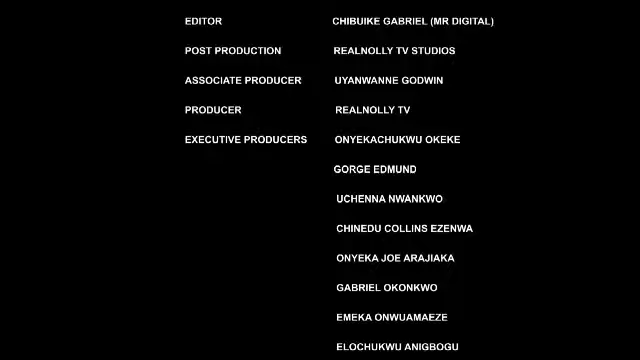 EDITOR CHIBUIKE GABRIEL (MR DIGITAL)
POST PRODUCTION REALNOLLY TV STUDIOS
ASSOCIATE PRODUCER UYANWANNE GODWIN
PRODUCER REALNOLLY TV
EXECUTIVE PRODUCERS ONYEKACHUKWU OKEKE
GORGE EDMUND
UCHENNA NWANKWO
CHINEDU COLLINS EZENWA
ONYEKA JOE ARAJIAKA
GABRIEL OKONKWO
EMEKA ONWUAMAEZE
ELOCHUKWU ANIGBOGU